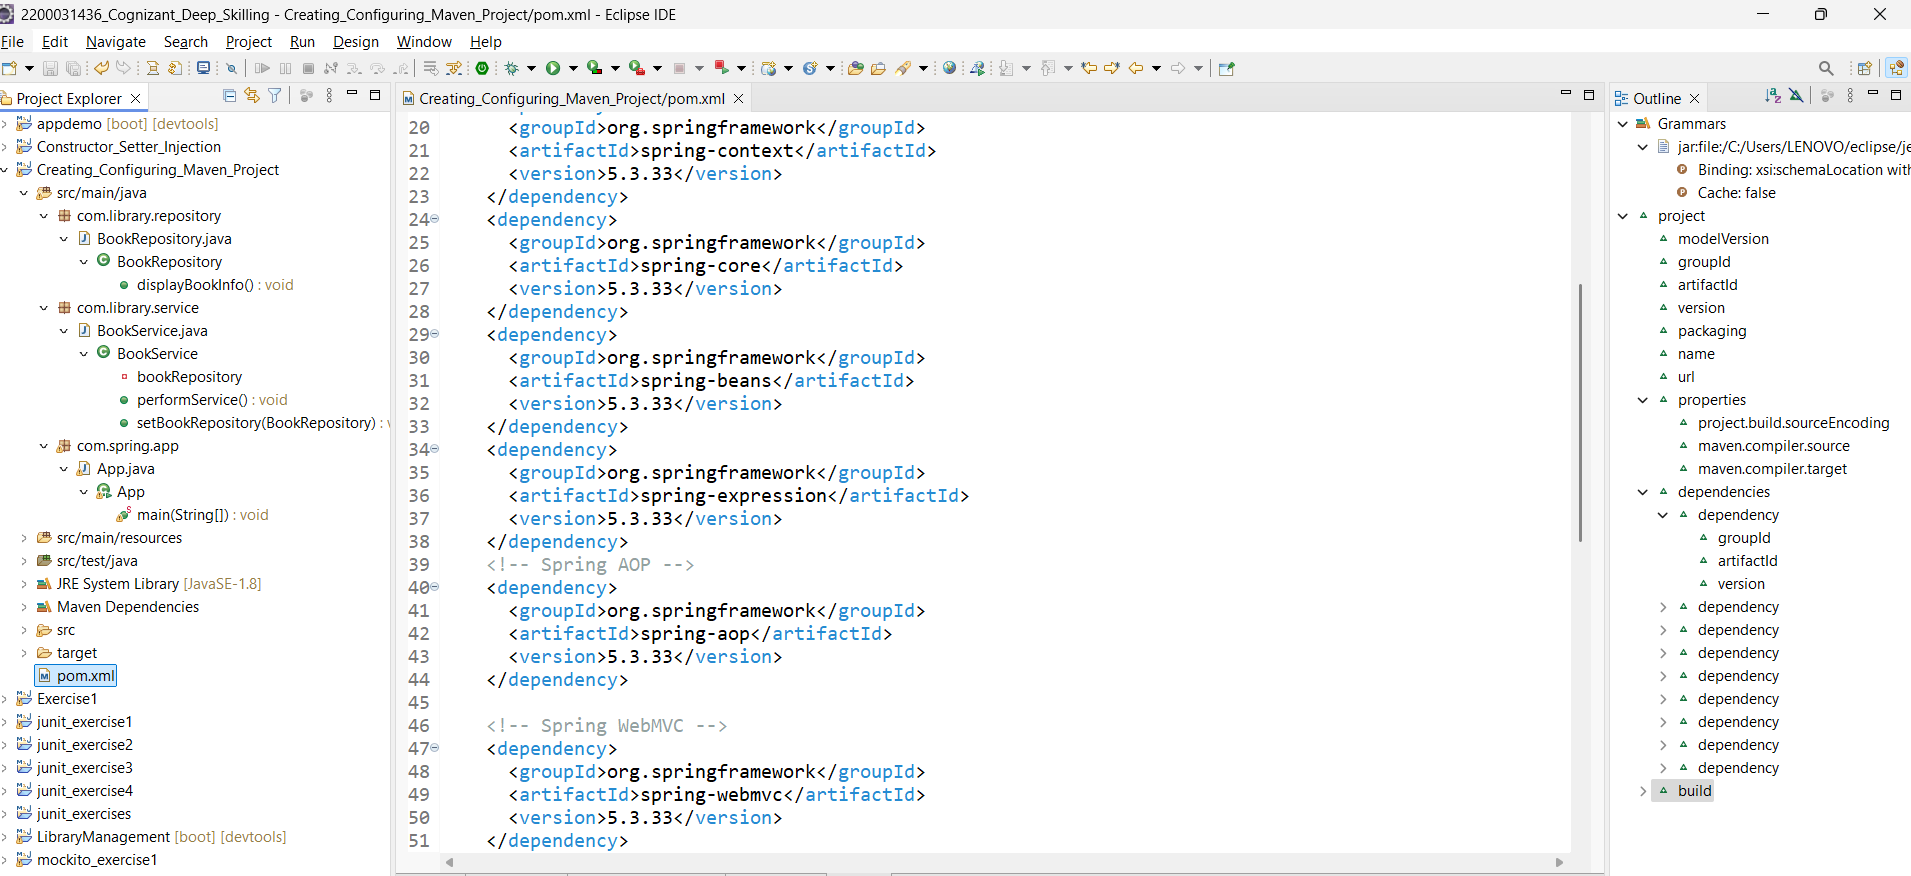 2200031436_Cognizant_Deep_Skilling - Creating_Configuring_Maven_Project/pom.xml - Eclipse IDE
File Edit Navigate Search Project Run Design Window Help
Project Explorer
appdemo [boot] [devtools]
Constructor_Setter_Injection
Creating_Configuring_Maven_Project
src/main/java
com.library.repository
BookRepository.java
BookRepository
displayBookInfo() : void
com.library.service
BookService.java
BookService
bookRepository
performService() : void
setBookRepository(BookRepository) :
com.spring.app
App.java
App
main(String[]) : void
src/main/resources
src/test/java
JRE System Library [JavaSE-1.8]
Maven Dependencies
src
target
pom.xml
Exercise1
junit_exercise1
junit_exercise2
junit_exercise3
junit_exercise4
junit_exercises
LibraryManagement [boot] [devtools]
mockito_exercise1
Creating_Configuring_Maven_Project/pom.xml
20 <groupId>org.springframework</groupId>
21 <artifactId>spring-context</artifactId>
22 <version>5.3.33</version>
23 </dependency>
24 <dependency>
25 <groupId>org.springframework</groupId>
26 <artifactId>spring-core</artifactId>
27 <version>5.3.33</version>
28 </dependency>
29 <dependency>
30 <groupId>org.springframework</groupId>
31 <artifactId>spring-beans</artifactId>
32 <version>5.3.33</version>
33 </dependency>
34 <dependency>
35 <groupId>org.springframework</groupId>
36 <artifactId>spring-expression</artifactId>
37 <version>5.3.33</version>
38 </dependency>
39 <!-- Spring AOP -->
40 <dependency>
41 <groupId>org.springframework</groupId>
42 <artifactId>spring-aop</artifactId>
43 <version>5.3.33</version>
44 </dependency>
45
46 <!-- Spring WebMVC -->
47 <dependency>
48 <groupId>org.springframework</groupId>
49 <artifactId>spring-webmvc</artifactId>
50 <version>5.3.33</version>
51 </dependency>
Outline
Grammars
jar:file:/C:/Users/LENOVO/eclipse/je
Binding: xsi:schemaLocation with
Cache: false
project
modelVersion
groupId
artifactId
version
packaging
name
url
properties
project.build.sourceEncoding
maven.compiler.source
maven.compiler.target
dependencies
dependency
groupId
artifactId
version
dependency
dependency
dependency
dependency
dependency
dependency
dependency
dependency
build